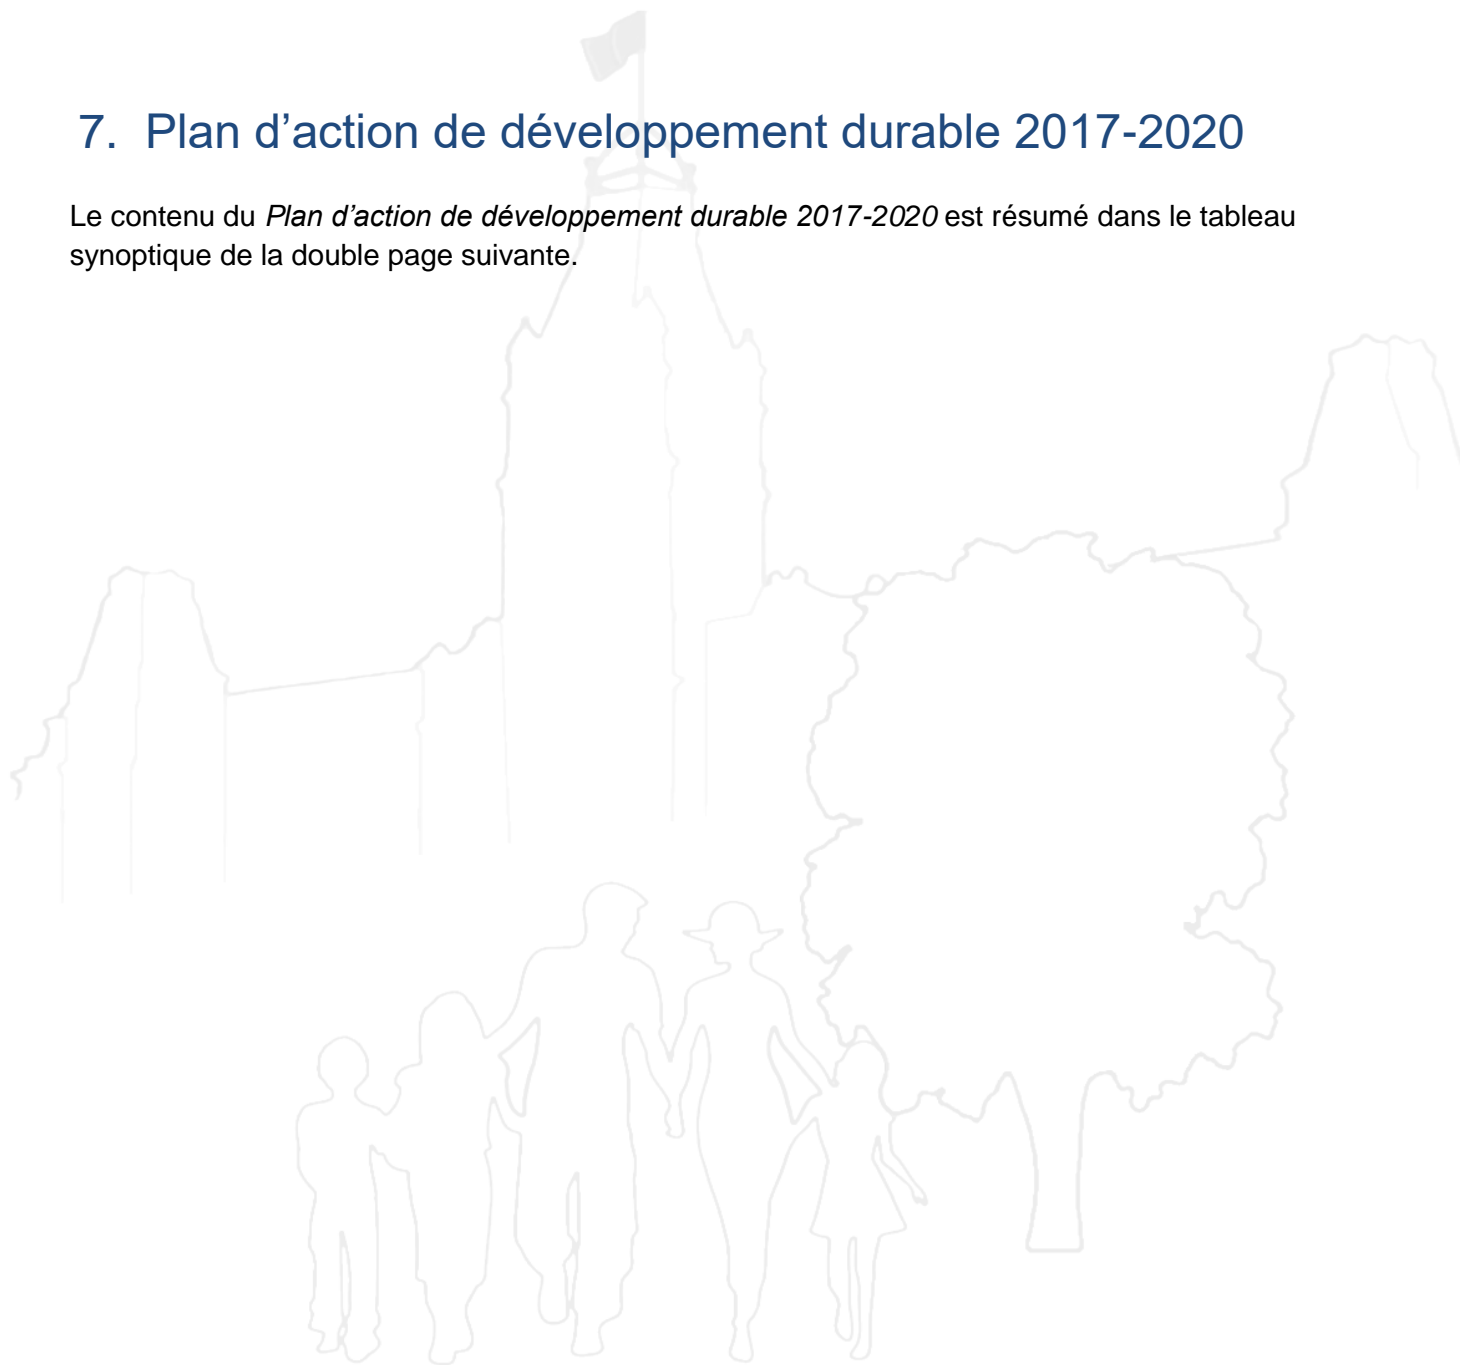 7. Plan d’action de développement durable 2017-2020
Le contenu du Plan d’action de développement durable 2017-2020 est résumé dans le tableau
synoptique de la double page suivante.